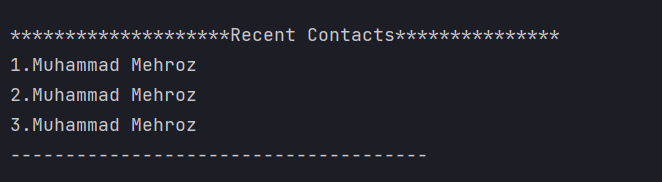 ********************Recent Contacts***************
1.Muhammad Mehroz
2.Muhammad Mehroz
3.Muhammad Mehroz
--------------------------------------